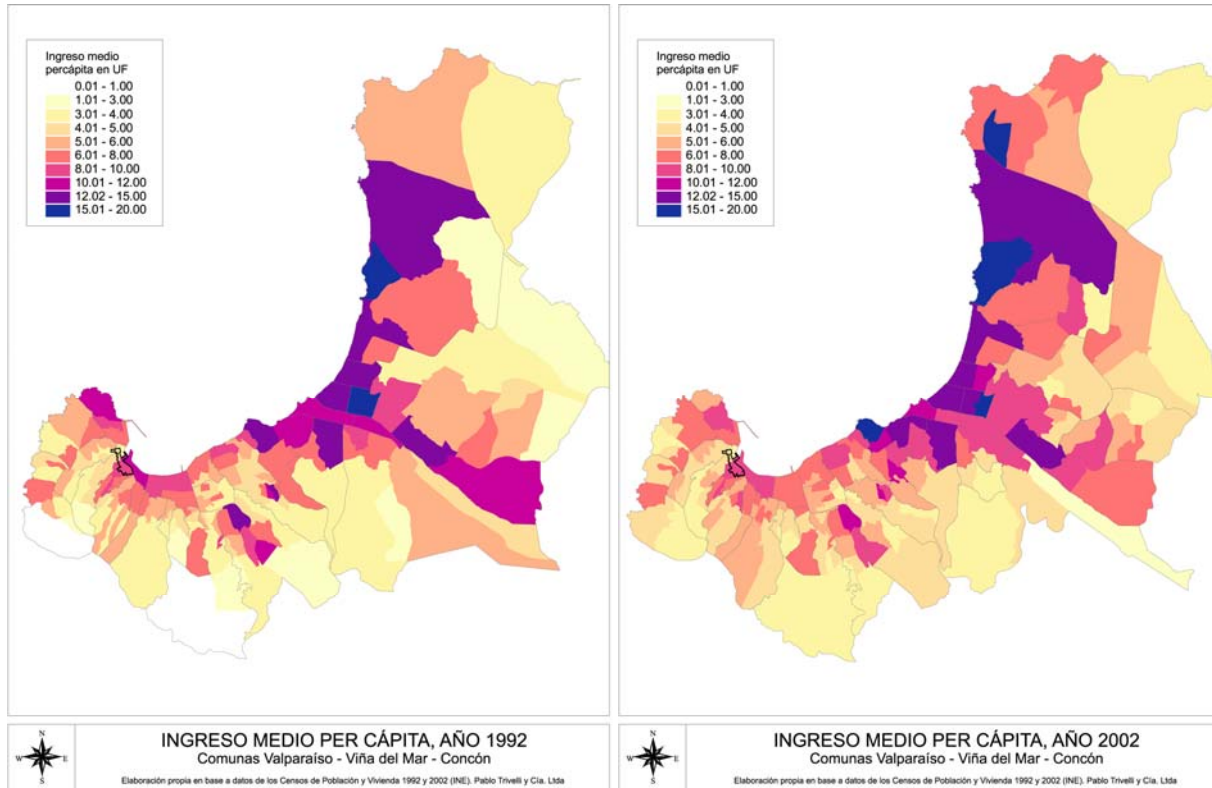 Ingreso medio
percápita en UF
0.01 - 1.00
1.01 - 3.00
3.01 - 4.00
4.01 - 5.00
5.01 - 6.00
6.01 - 8.00
8.01 - 10.00
10.01 - 12.00
12.02 - 15.00
15.01 - 20.00
N
W E
S
INGRESO MEDIO PER CÁPITA, AÑO 1992
Comunas Valparaíso - Viña del Mar - Concón
Elaboración propia en base a datos de los Censos de Población y Vivienda 1992 y 2002 (INE). Pablo Trivelli y Cía. Ltda
Ingreso medio
percápita en UF
0.01 - 1.00
1.01 - 3.00
3.01 - 4.00
4.01 - 5.00
5.01 - 6.00
6.01 - 8.00
8.01 - 10.00
10.01 - 12.00
12.02 - 15.00
15.01 - 20.00
N
W E
S
INGRESO MEDIO PER CÁPITA, AÑO 2002
Comunas Valparaíso - Viña del Mar - Concón
Elaboración propia en base a datos de los Censos de Población y Vivienda 1992 y 2002 (INE). Pablo Trivelli y Cía. Ltda